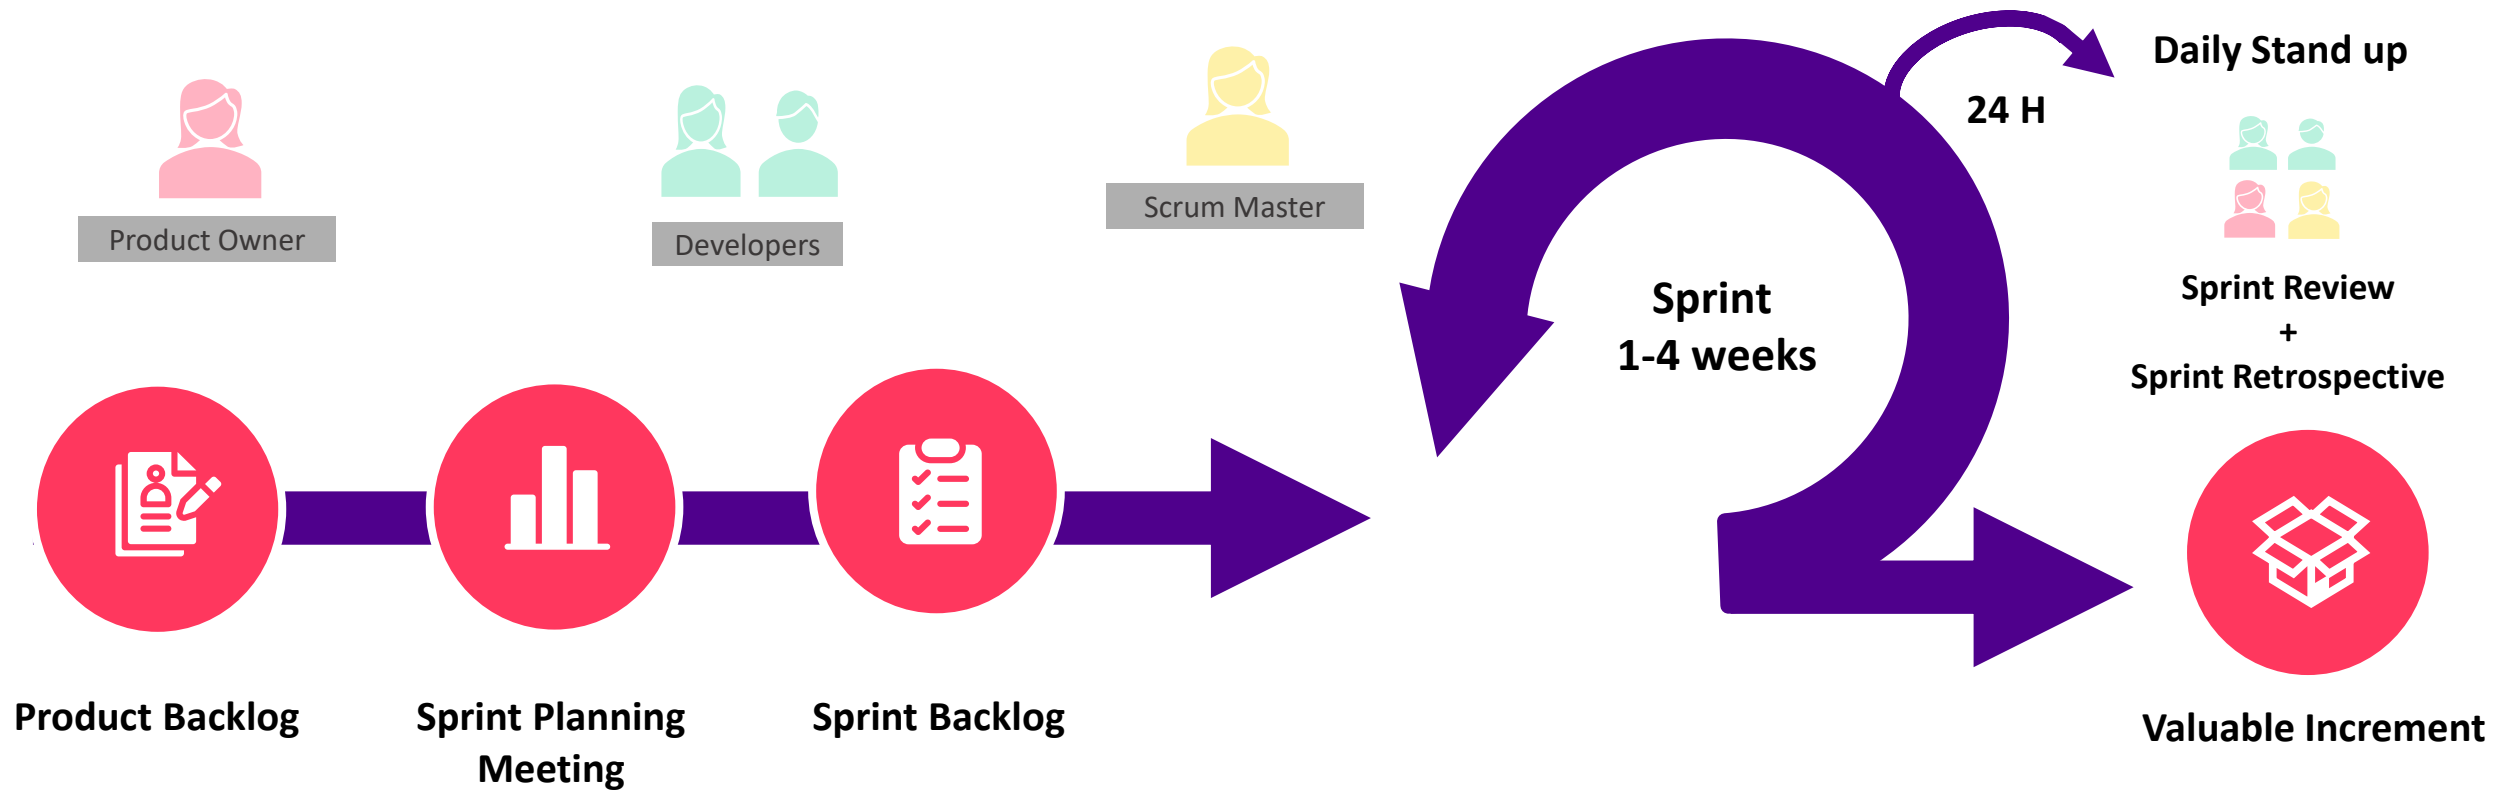 Product Owner
Developers
Scrum Master
Daily Stand up
24 H
Sprint
1-4 weeks
Sprint Review
+
Sprint Retrospective
Product Backlog
Sprint Planning
Meeting
Sprint Backlog
Valuable Increment